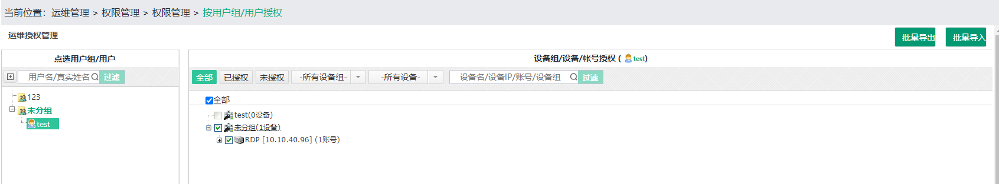 当前位置：运维管理 > 权限管理 > 权限管理 > 按用户组/用户授权
运维授权管理
批量导出
批量导入
点选用户组/用户
用户名/真实姓名
过滤
123
未分组
test
设备组/设备/帐号授权 ( test)
全部
已授权
未授权
-所有设备组-
-所有设备-
设备名/设备IP/账号/设备组
过滤
全部
test(0设备)
未分组(1设备)
RDP [10.10.40.96] (1账号)